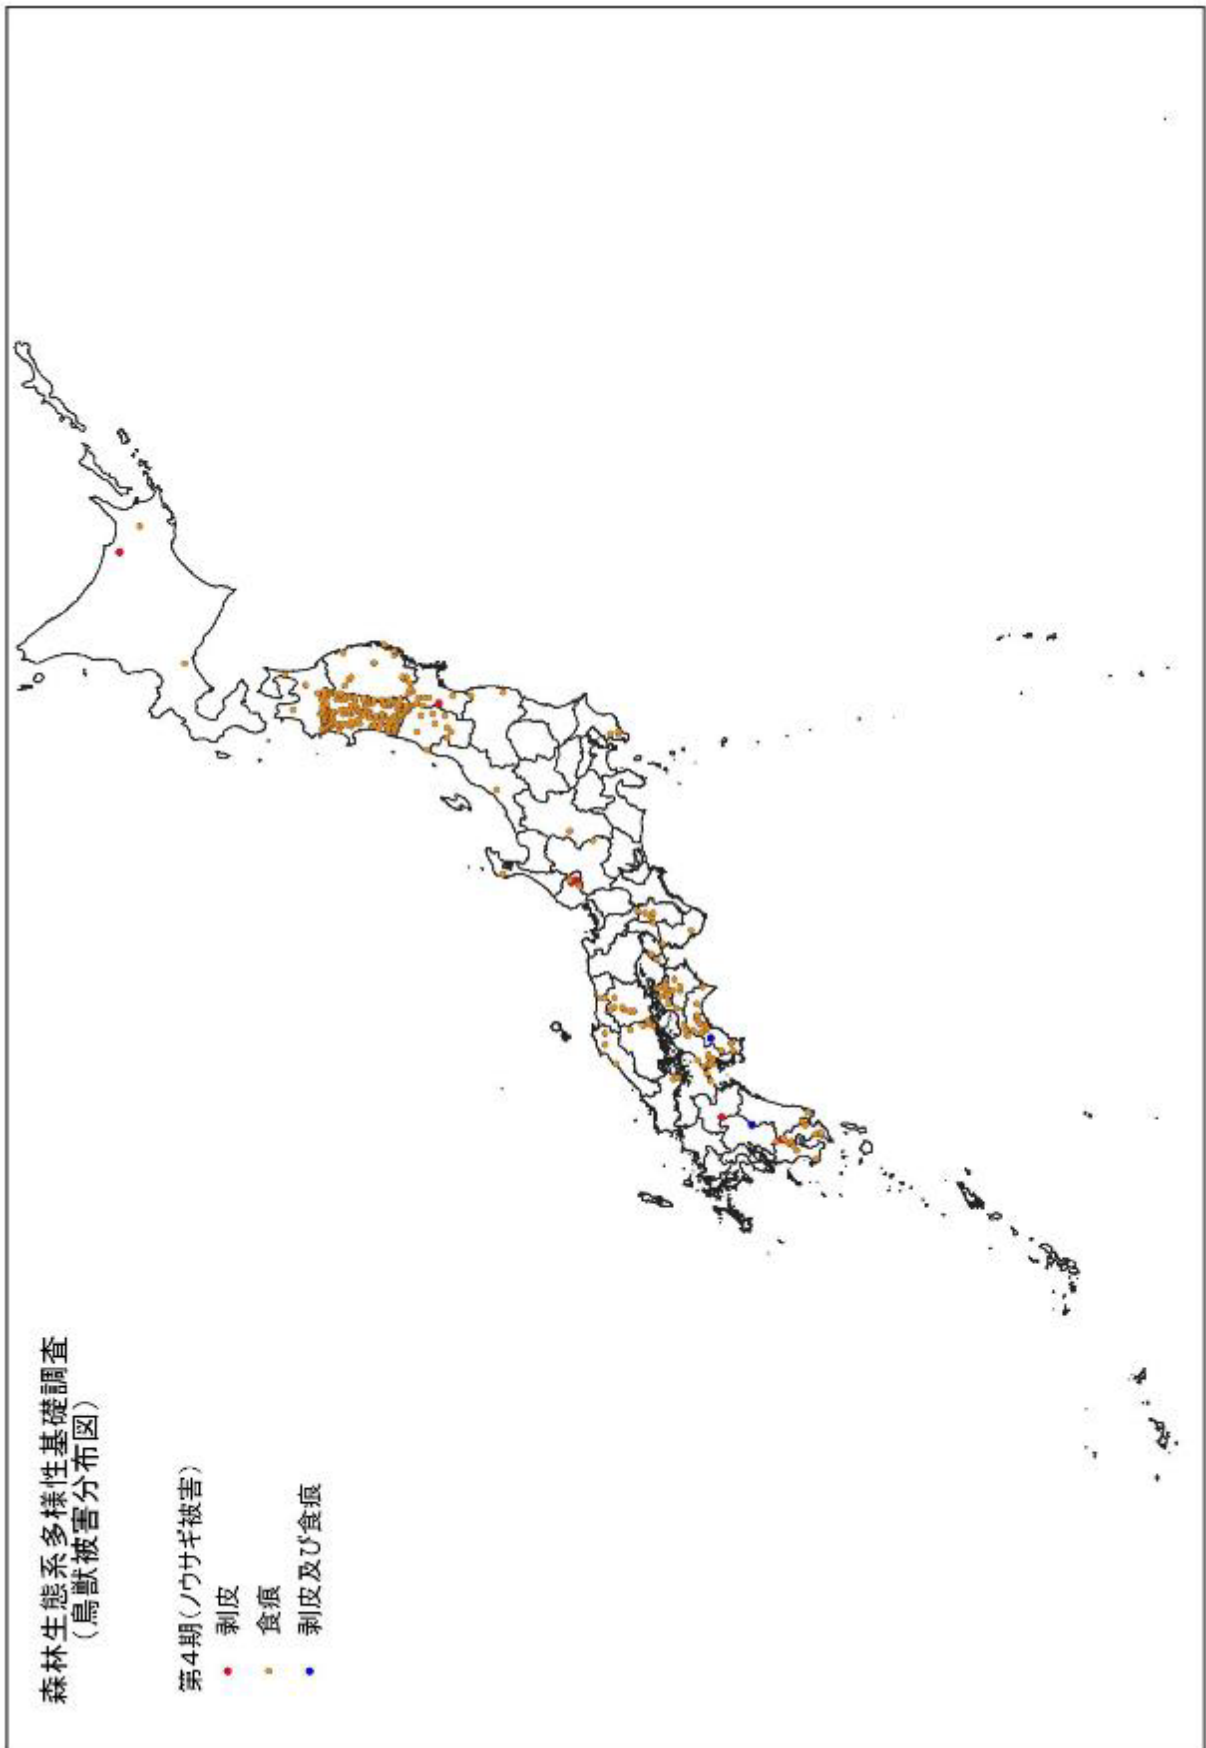 森林生態系多様性基礎調査
（鳥獣被害分布図）
第4期（ノウサギ被害）
剥皮
食痕
剥皮及び食痕